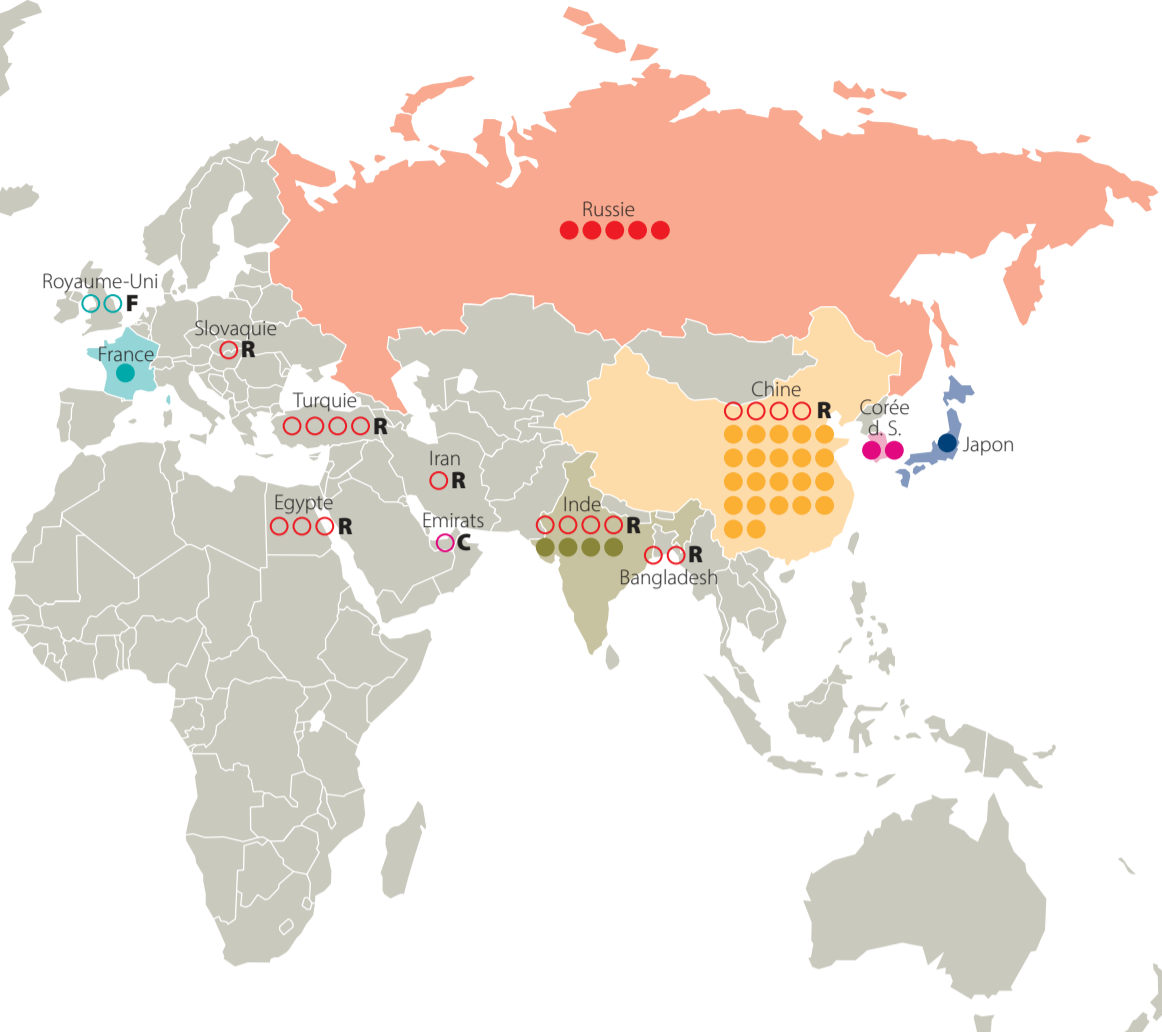 Russie
Royaume-Uni
F
Slovaquie
R
France
Turquie
R
Chine
R
Corée
d. S.
Japon
Iran
R
Egypte
R
Emirats
C
Inde
R
R
Bangladesh